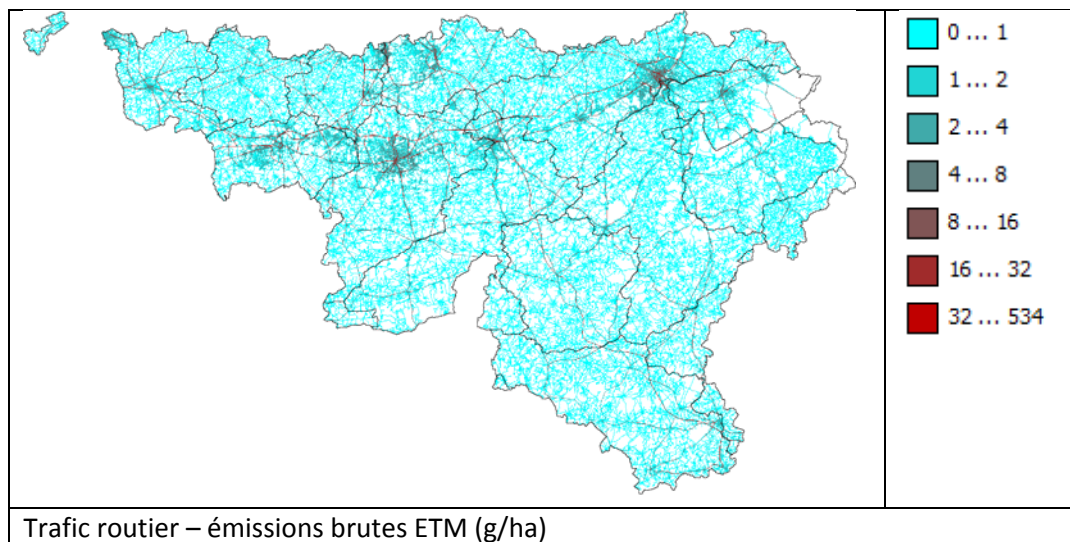 0 ... 1
1 ... 2
2 ... 4
4 ... 8
8 ... 16
16 ... 32
32 ... 534
Trafic routier – émissions brutes ETM (g/ha)